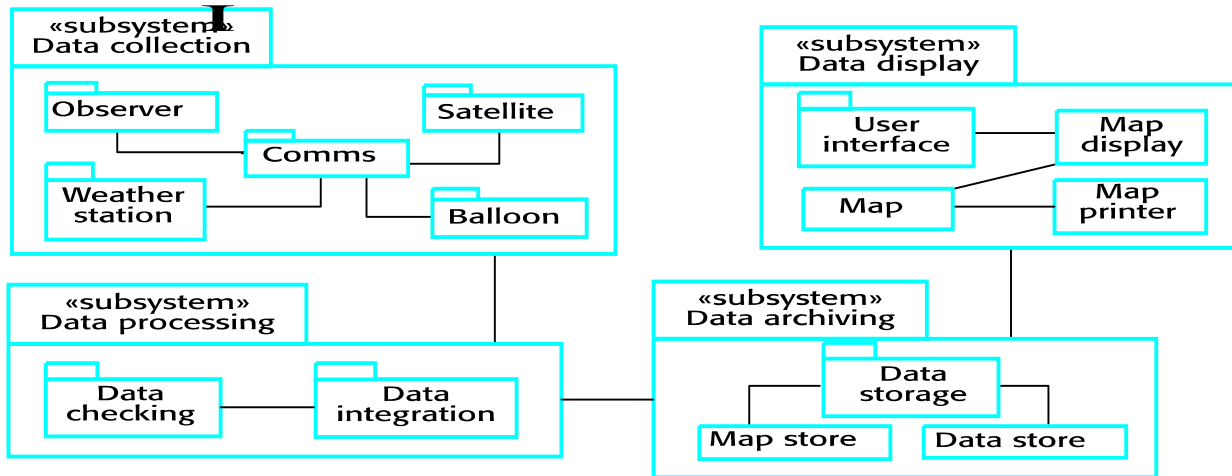 «subsystem»
Data collection
Observer
Satellite
Comms
Weather
station
Balloon
«subsystem»
Data display
User
interface
Map
display
Map
Map
printer
«subsystem»
Data processing
Data
checking
Data
integration
«subsystem»
Data archiving
Data
storage
Map store
Data store